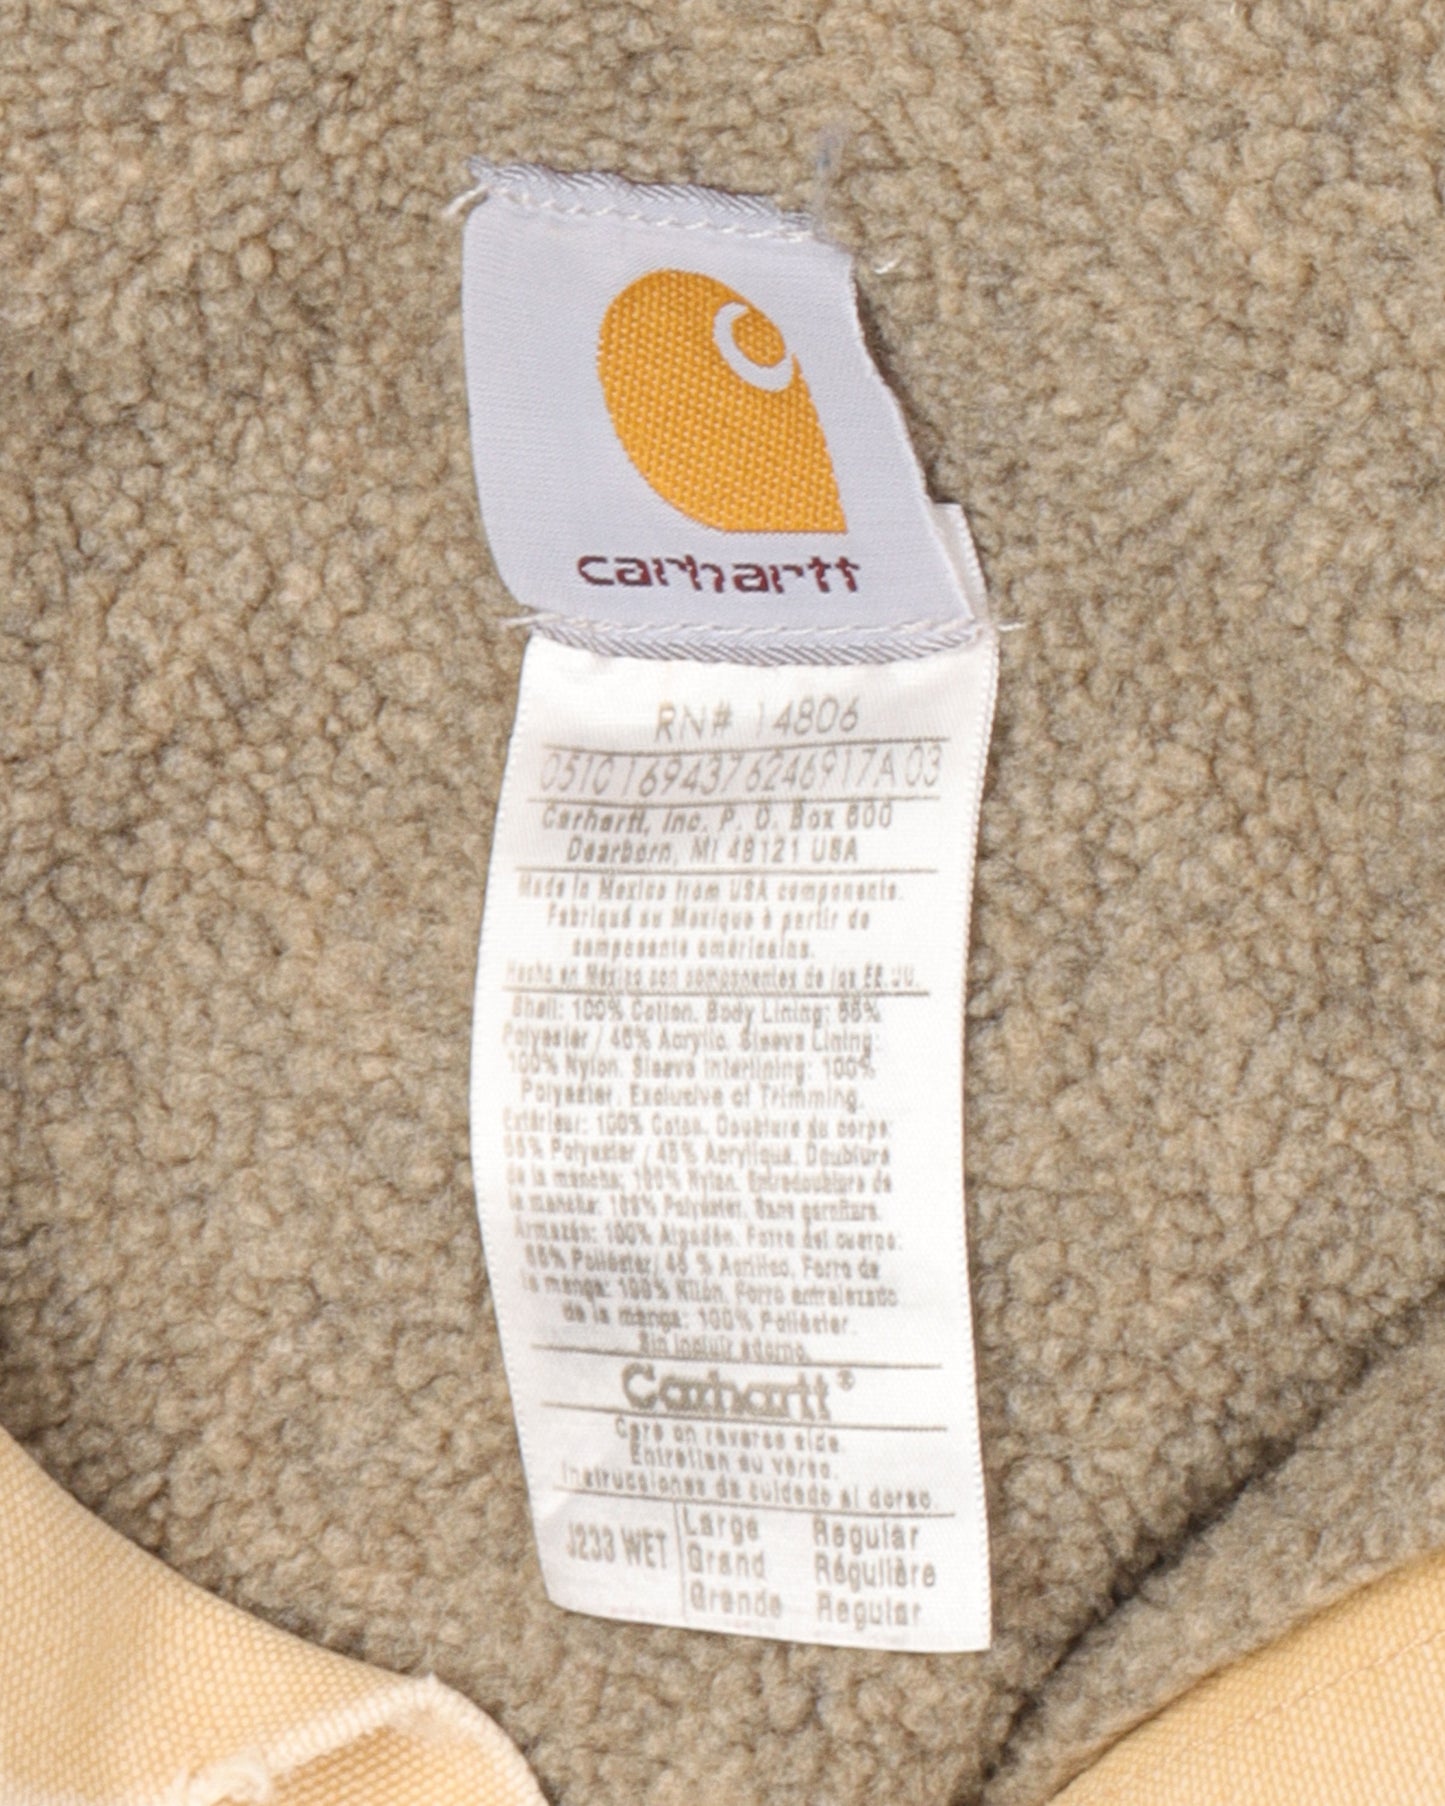 carhartt
RN# 14806
051C 1694376246917A 03
Carhartt, Inc. P. O. Box 600
Dearborn, MI 48121 USA
Made in Mexico from USA components.
Fabriqué au Mexique à partir de
composants américains.
Hecho en México con componentes de los EE.UU.
Shell: 100% Cotton. Body Lining: 55%
Polyester / 45% Acrylic. Sleeve Lining:
100% Nylon. Sleeve Interlining: 100%
Polyester. Exclusive of Trimming.
Extérieur: 100% Coton. Doublure du corps:
55% Polyester / 45% Acrylique. Doublure
de la manche: 100% Nylon. Entredoublure de
la manche: 100% Polyester. Sans garniture.
Armazón: 100% Algodón. Forro del cuerpo:
55% Poliéster/ 45 % Acrílico. Forro de
la manga: 100% Nilón. Forro entrelazado
de la manga: 100% Poliéster.
Sin incluir adorno.
Carhartt®
Care on reverse side.
Entretien au verso.
Instrucciones de cuidado al dorso.
J233 WET
Large Regular
Grand Régulière
Grande Regular